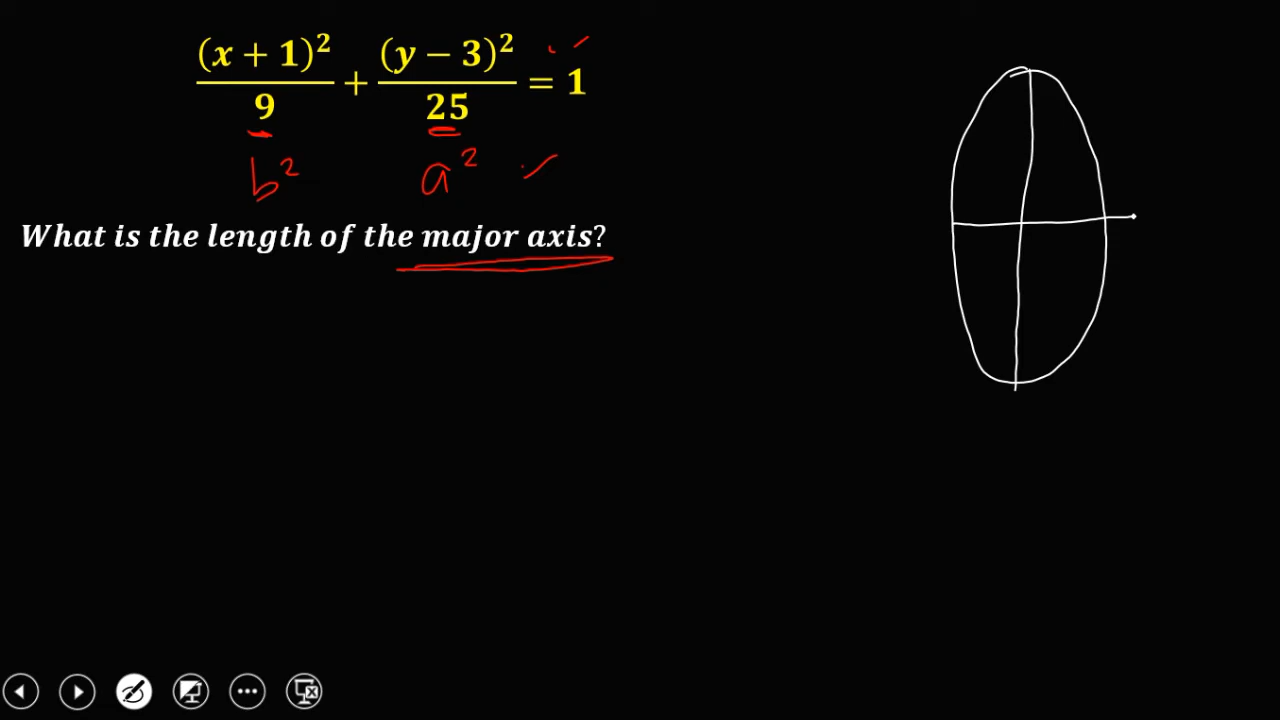 (x + 1)²/9 + (y − 3)²/25 = 1
b² a²
What is the length of the major axis?